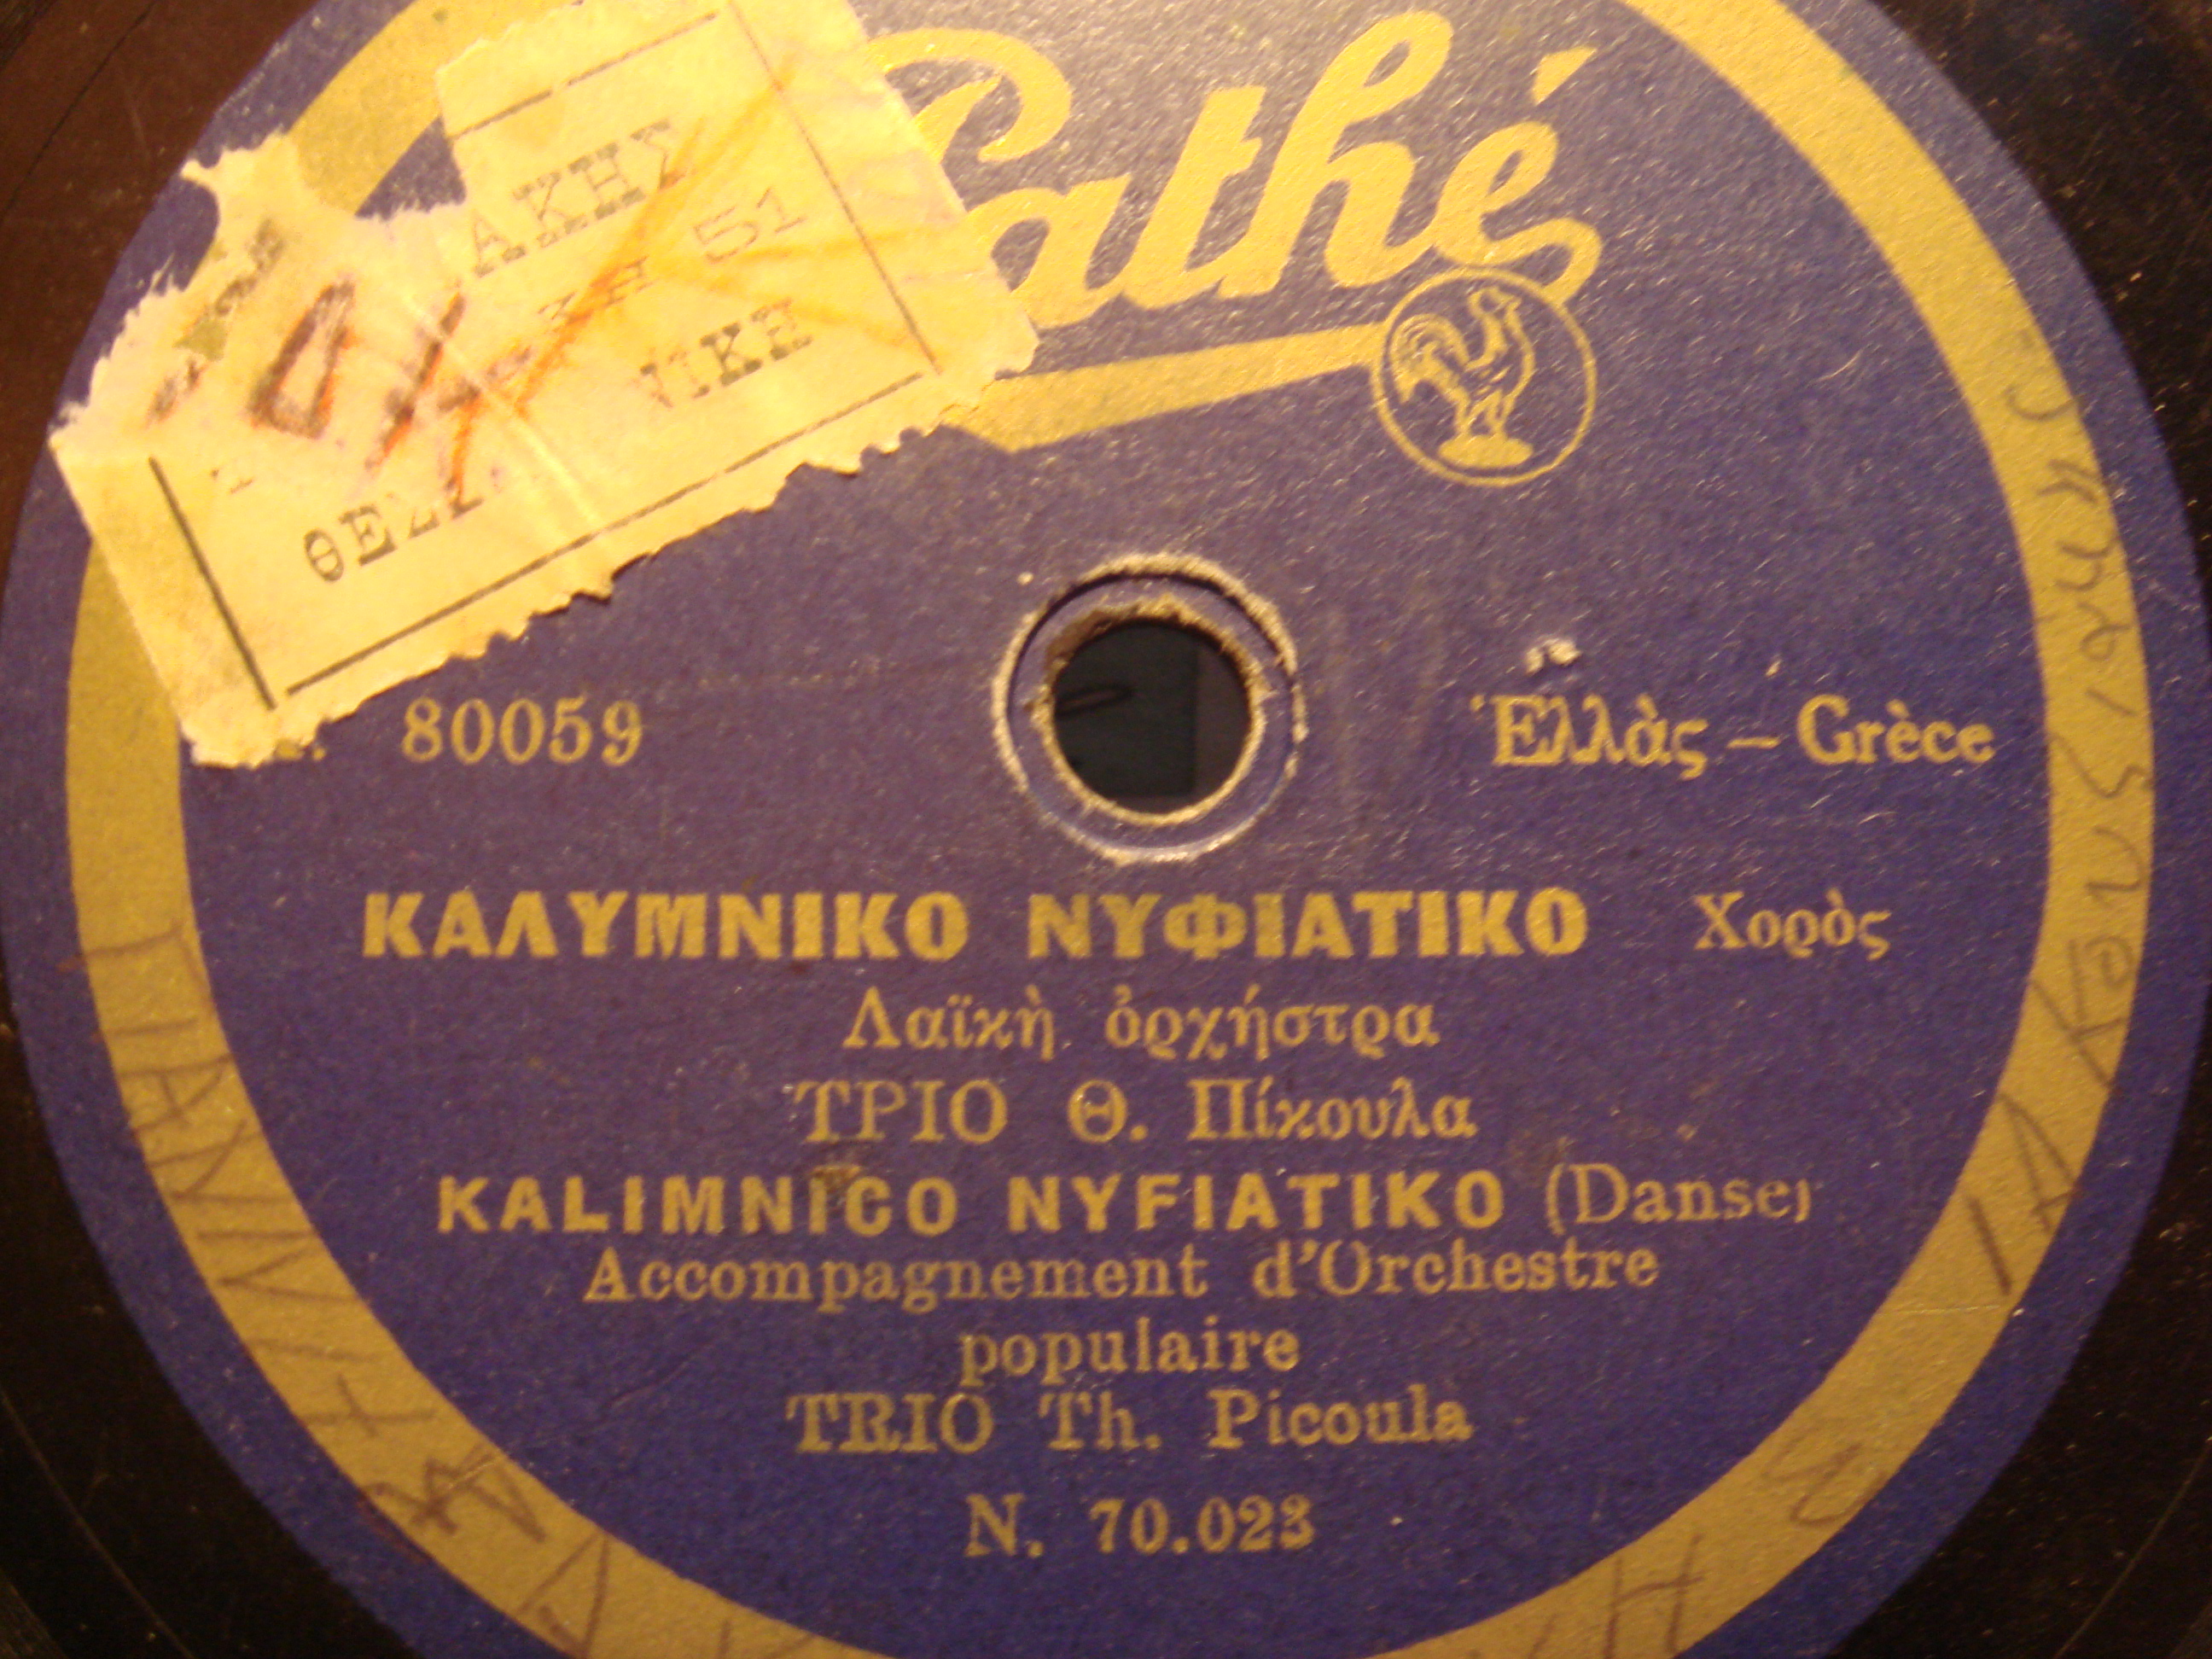 Pathé
ΑΚΗΣ
51
ΝΙΚΗ
80059
Ἑλλὰς – Grèce
ΚΑΛΥΜΝΙΚΟ ΝΥΦΙΑΤΙΚΟ Χορὸς
Λαϊκὴ ὀρχήστρα
ΤΡΙΟ Θ. Πίκουλα
KALIMNICO NYFIATIKO (Danse)
Accompagnement d'Orchestre
populaire
TRIO Th. Picoula
N. 70.023